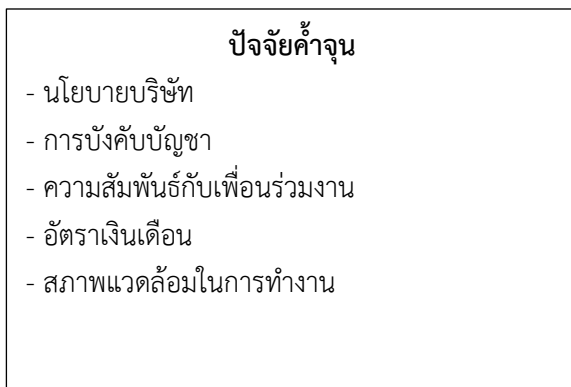 ปัจจัยค้ำจุน
- นโยบายบริษัท
- การบังคับบัญชา
- ความสัมพันธ์กับเพื่อนร่วมงาน
- อัตราเงินเดือน
- สภาพแวดล้อมในการทำงาน